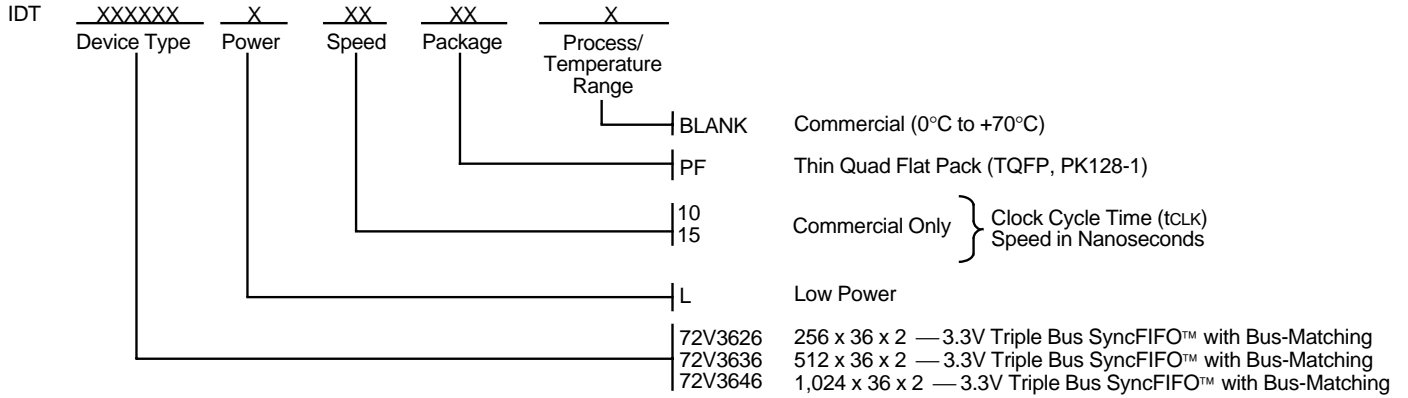 IDT XXXXXX X XX XX X
Device Type Power Speed Package Process/
Temperature
Range
BLANK Commercial (0°C to +70°C)
PF Thin Quad Flat Pack (TQFP, PK128-1)
10
15
Commercial Only
Clock Cycle Time (tCLK)
Speed in Nanoseconds
L Low Power
72V3626 256 x 36 x 2 — 3.3V Triple Bus SyncFIFO™ with Bus-Matching
72V3636 512 x 36 x 2 — 3.3V Triple Bus SyncFIFO™ with Bus-Matching
72V3646 1,024 x 36 x 2 — 3.3V Triple Bus SyncFIFO™ with Bus-Matching